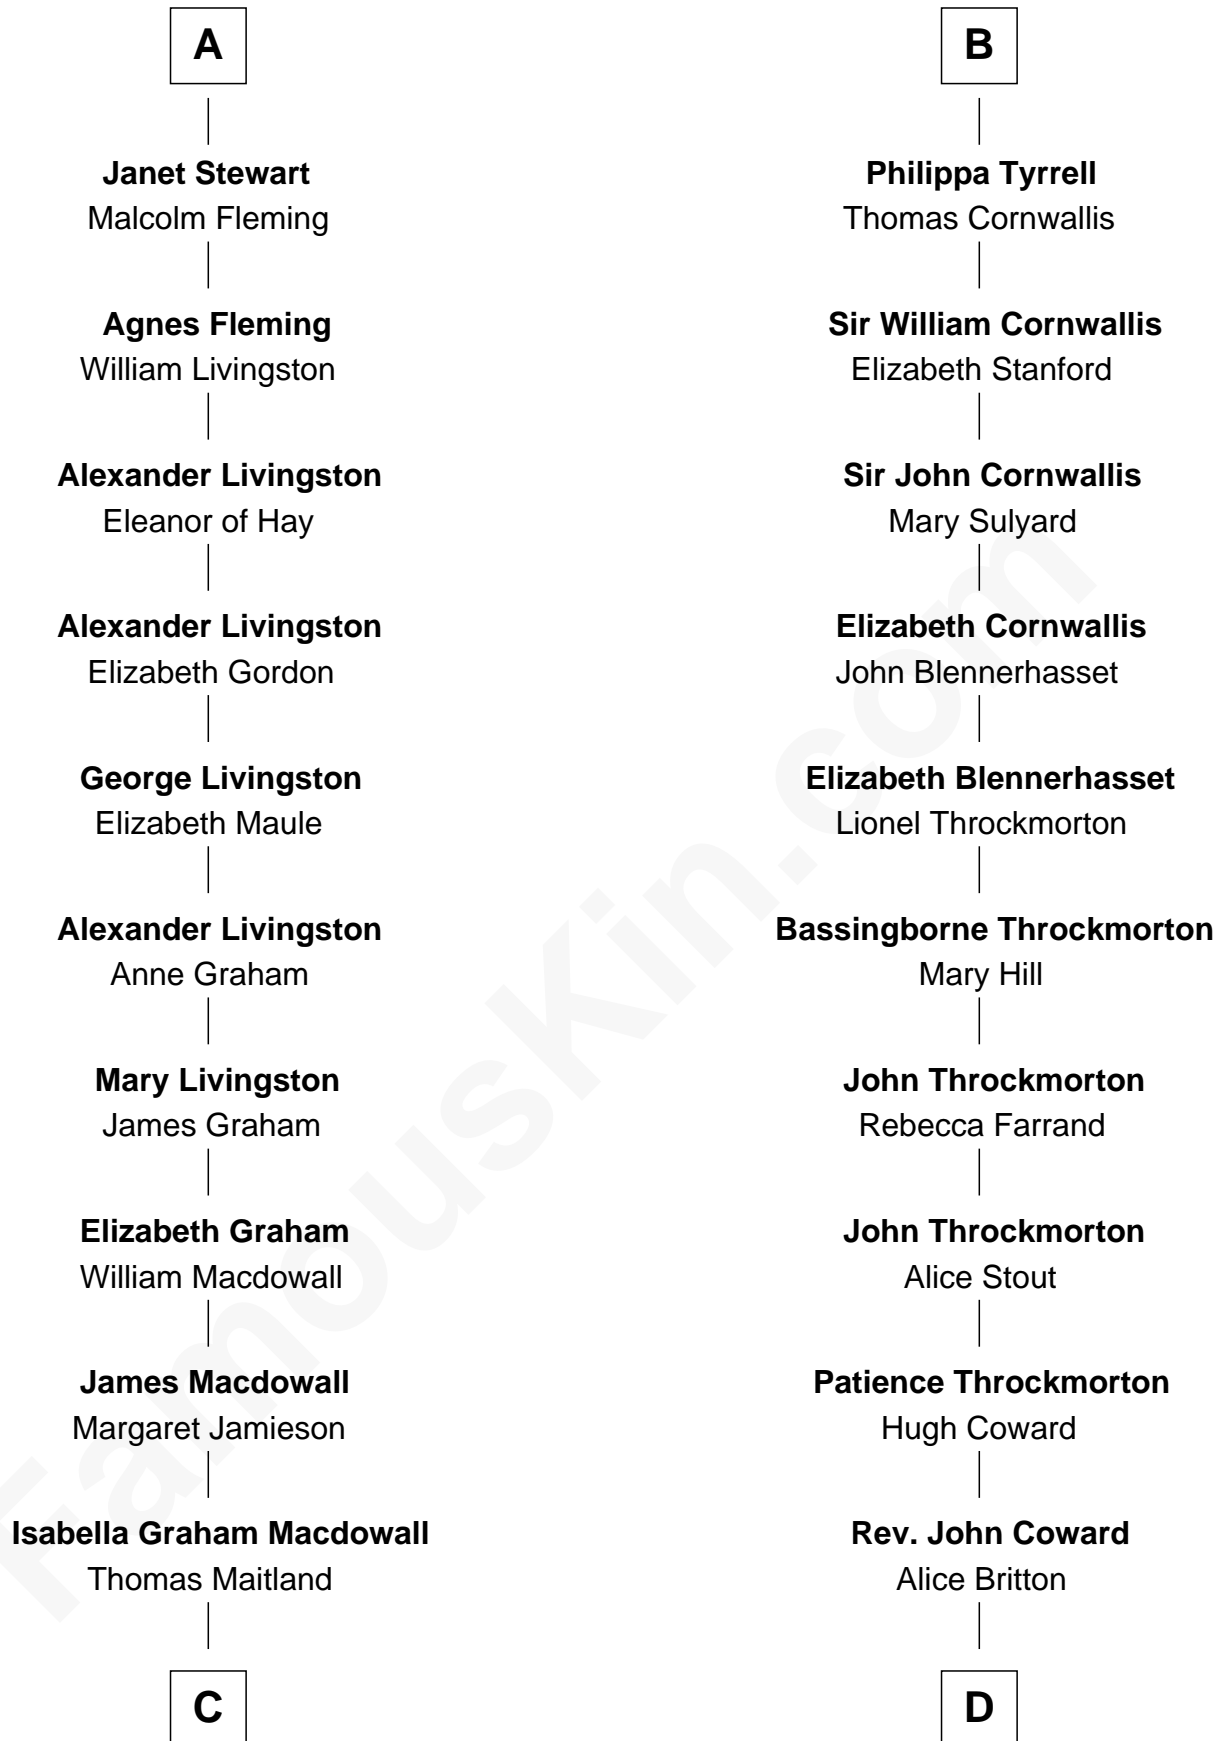 A
Janet Stewart
Malcolm Fleming
Agnes Fleming
William Livingston
Alexander Livingston
Eleanor of Hay
Alexander Livingston
Elizabeth Gordon
George Livingston
Elizabeth Maule
Alexander Livingston
Anne Graham
Mary Livingston
James Graham
Elizabeth Graham
William Macdowall
James Macdowall
Margaret Jamieson
Isabella Graham Macdowall
Thomas Maitland
C
B
Philippa Tyrrell
Thomas Cornwallis
Sir William Cornwallis
Elizabeth Stanford
Sir John Cornwallis
Mary Sulyard
Elizabeth Cornwallis
John Blennerhasset
Elizabeth Blennerhasset
Lionel Throckmorton
Bassingborne Throckmorton
Mary Hill
John Throckmorton
Rebecca Farrand
John Throckmorton
Alice Stout
Patience Throckmorton
Hugh Coward
Rev. John Coward
Alice Britton
D
FamousKin.com